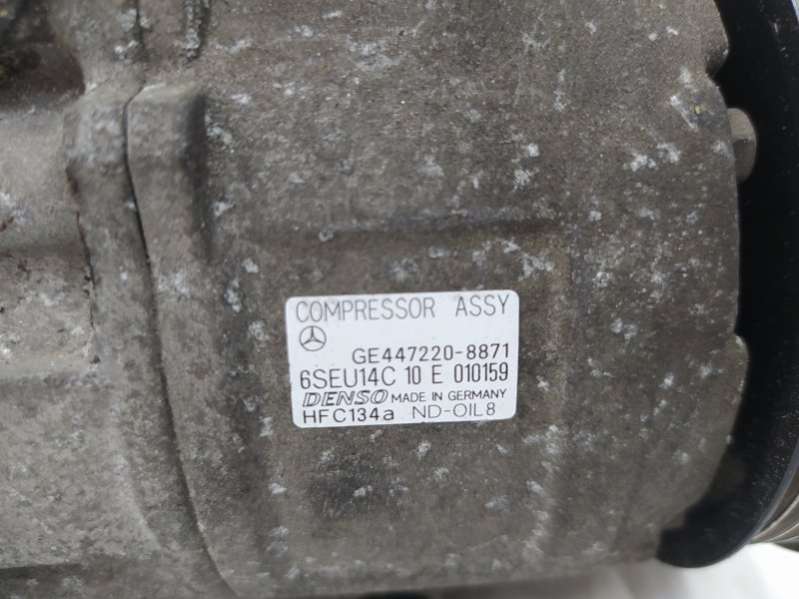 COMPRESSOR ASSY
GE447220-8871
6SEU14C 10 E 010159
DENSO MADE IN GERMANY
HFC134a ND-OIL8